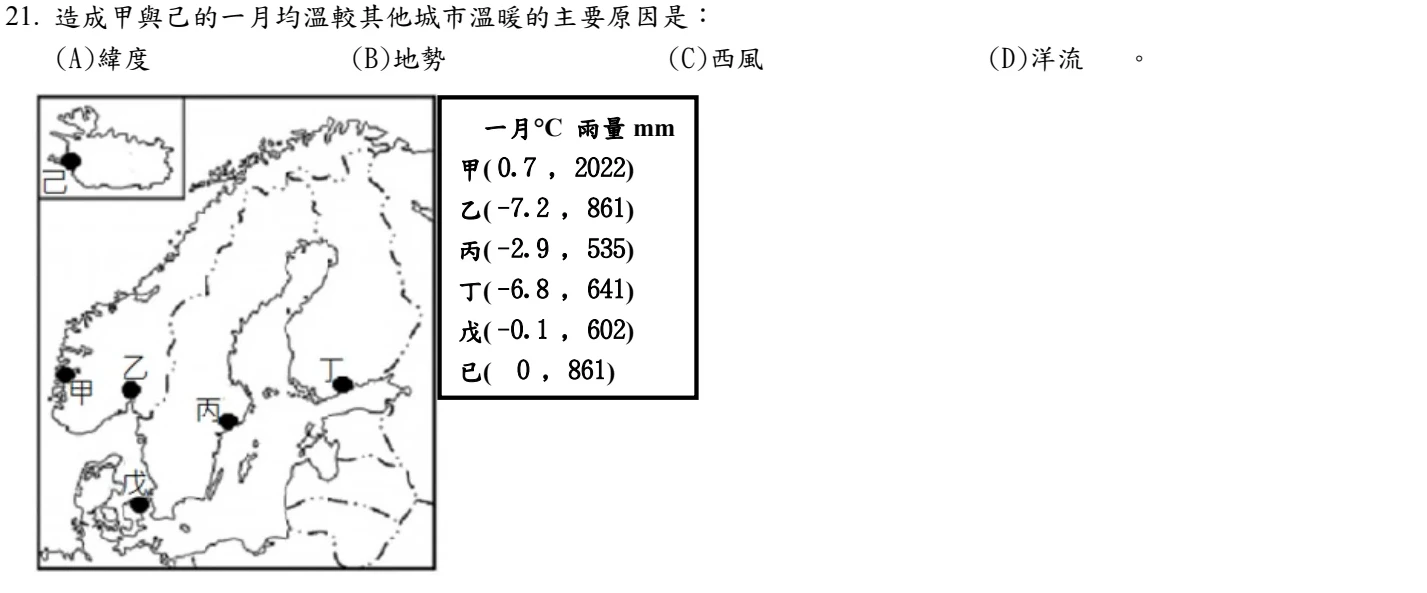 21. 造成甲與己的一月均溫較其他城市溫暖的主要原因是：
(A)緯度 (B)地勢 (C)西風 (D)洋流 。
一月°C 雨量 mm
甲( 0.7 , 2022)
乙( -7.2 , 861)
丙( -2.9 , 535)
丁( -6.8 , 641)
戊( -0.1 , 602)
已( 0 , 861)
己
甲
乙
丙
丁
戊